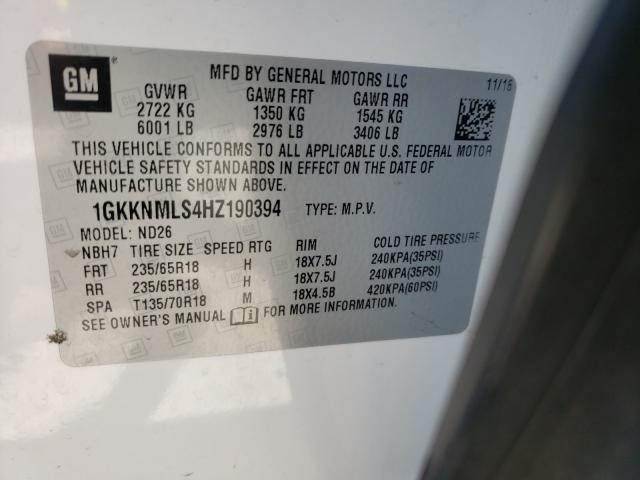 GM
MFD BY GENERAL MOTORS LLC
11/16
GVWR GAWR FRT GAWR RR
2722 KG 1350 KG 1545 KG
6001 LB 2976 LB 3406 LB
THIS VEHICLE CONFORMS TO ALL APPLICABLE U.S. FEDERAL MOTOR
VEHICLE SAFETY STANDARDS IN EFFECT ON THE DATE OF
MANUFACTURE SHOWN ABOVE.
1GKKNMLS4HZ190394 TYPE: M.P.V.
MODEL: ND26
NBH7 TIRE SIZE SPEED RTG RIM COLD TIRE PRESSURE
FRT 235/65R18 H 18X7.5J 240KPA(35PSI)
RR 235/65R18 H 18X7.5J 240KPA(35PSI)
SPA T135/70R18 M 18X4.5B 420KPA(60PSI)
SEE OWNER'S MANUAL FOR MORE INFORMATION.